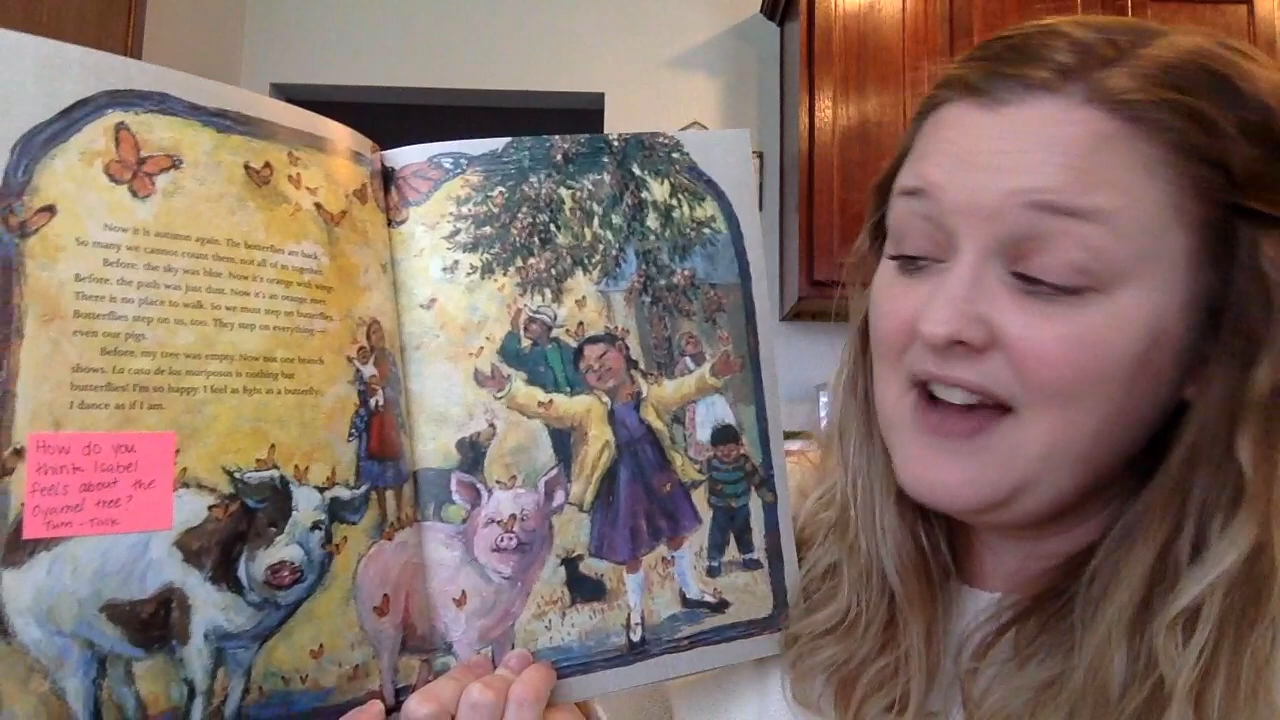 Now it is autumn again. The butterflies are back.
So many we cannot count them, not all of us together.
Before, the sky was blue. Now it's orange with wings.
Before, the path was just dust. Now it's an orange river.
There is no place to walk. So we must step on butterflies.
Butterflies step on us, too. They step on everything—
even our pigs.
Before, my tree was empty. Now not one branch
shows. La casa de las mariposas is nothing but
butterflies! I'm so happy. I feel as light as a butterfly.
I dance as if I am.
How do you
think Isabel
feels about the
Oyamel tree?
Turn - Talk